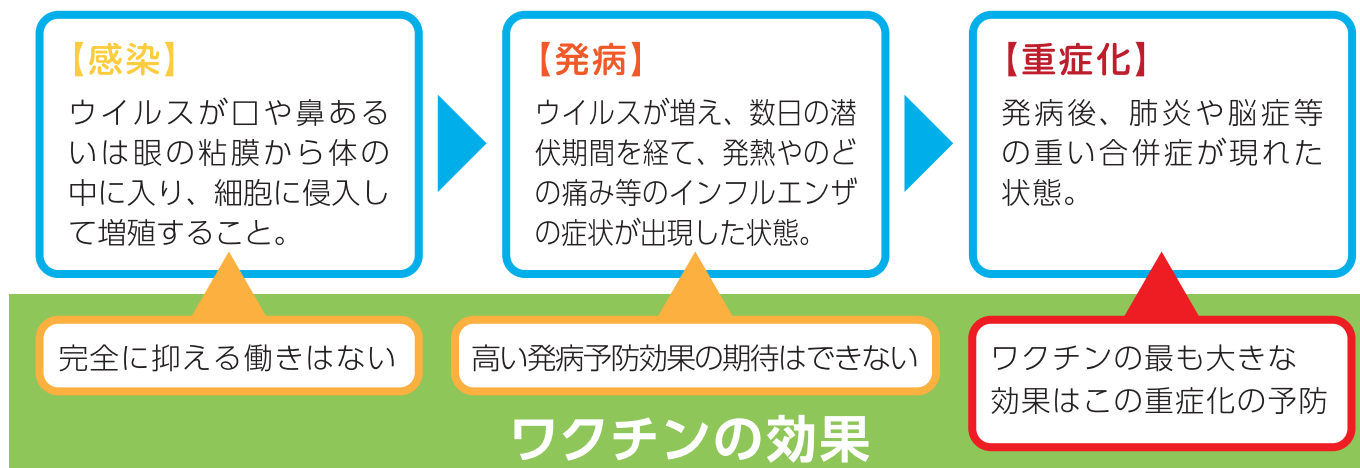 【感染】
ウイルスが口や鼻ある
いは眼の粘膜から体の
中に入り、細胞に侵入し
て増殖すること。
【発病】
ウイルスが増え、数日の潜
伏期間を経て、発熱やのど
の痛み等のインフルエンザ
の症状が出現した状態。
【重症化】
発病後、肺炎や脳症等
の重い合併症が現れた
状態。
完全に抑える働きはない
高い発病予防効果の期待はできない
ワクチンの最も大きな
効果はこの重症化の予防
ワクチンの効果